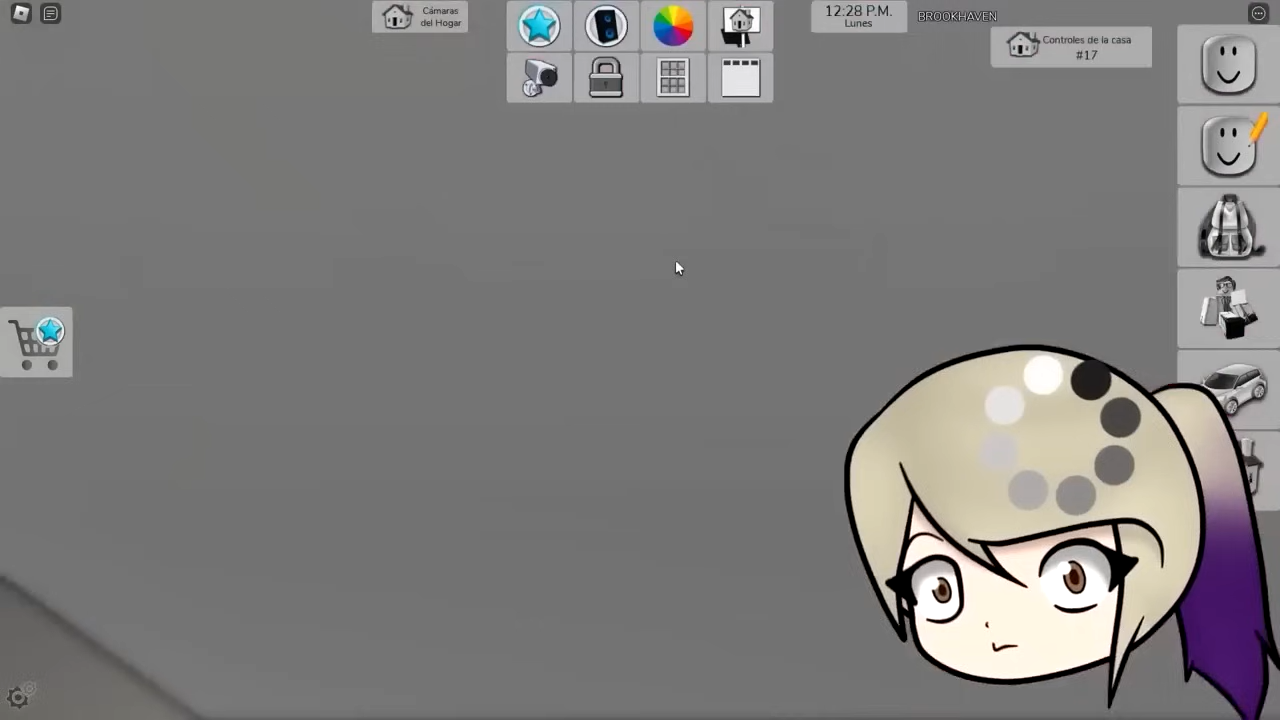 Cámaras
del Hogar
12:28 P.M.
Lunes
BROOKHAVEN
Controles de la casa
#17